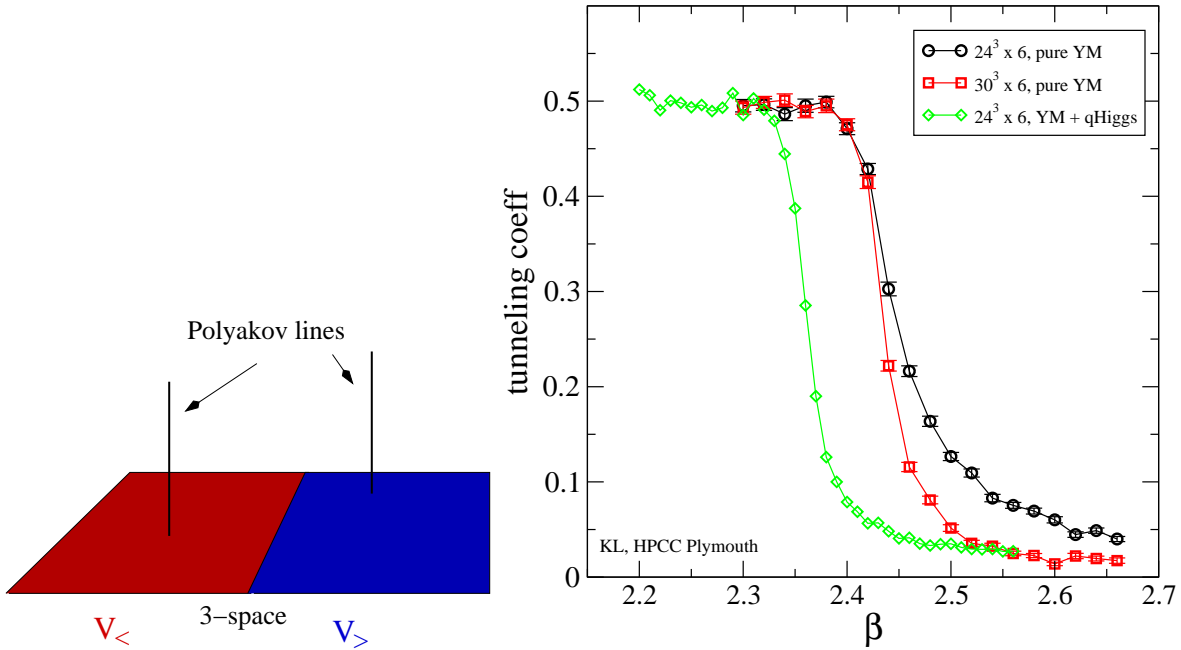 Polyakov lines
3−space
V<
V>
tunneling coeff
0.5
0.4
0.3
0.2
0.1
0
24³ x 6, pure YM
30³ x 6, pure YM
24³ x 6, YM + qHiggs
KL, HPCC Plymouth
2.2 2.3 2.4 2.5 2.6 2.7
β